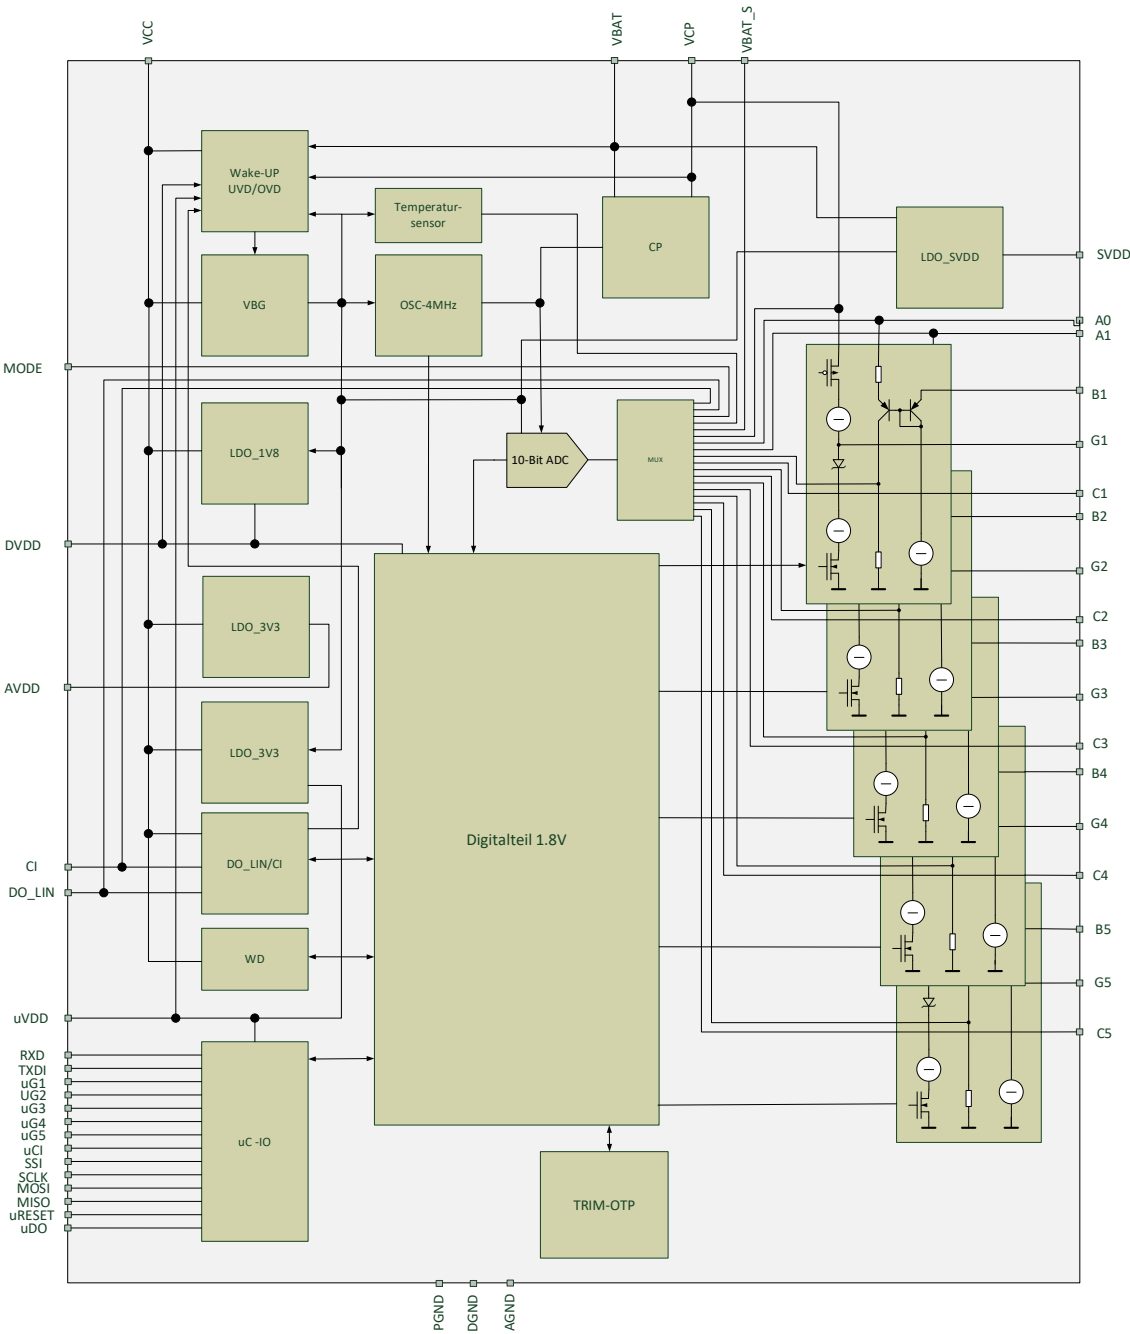 VCC
VBAT
VCP
VBAT_S
Wake-UP
UVD/OVD
Temperatur-
sensor
CP
LDO_SVDD
SVDD
VBG
OSC-4MHz
A0
A1
MODE
B1
LDO_1V8
10-Bit ADC
MUX
G1
C1
B2
DVDD
G2
LDO_3V3
C2
B3
AVDD
G3
LDO_3V3
C3
B4
Digitalteil 1.8V
G4
CI
DO_LIN/CI
C4
DO_LIN
B5
WD
G5
uVDD
C5
RXD
TXDI
uG1
UG2
uG3
uG4
uG5
uCI
SSI
SCLK
MOSI
MISO
uRESET
uDO
uC -IO
TRIM-OTP
PGND
DGND
AGND